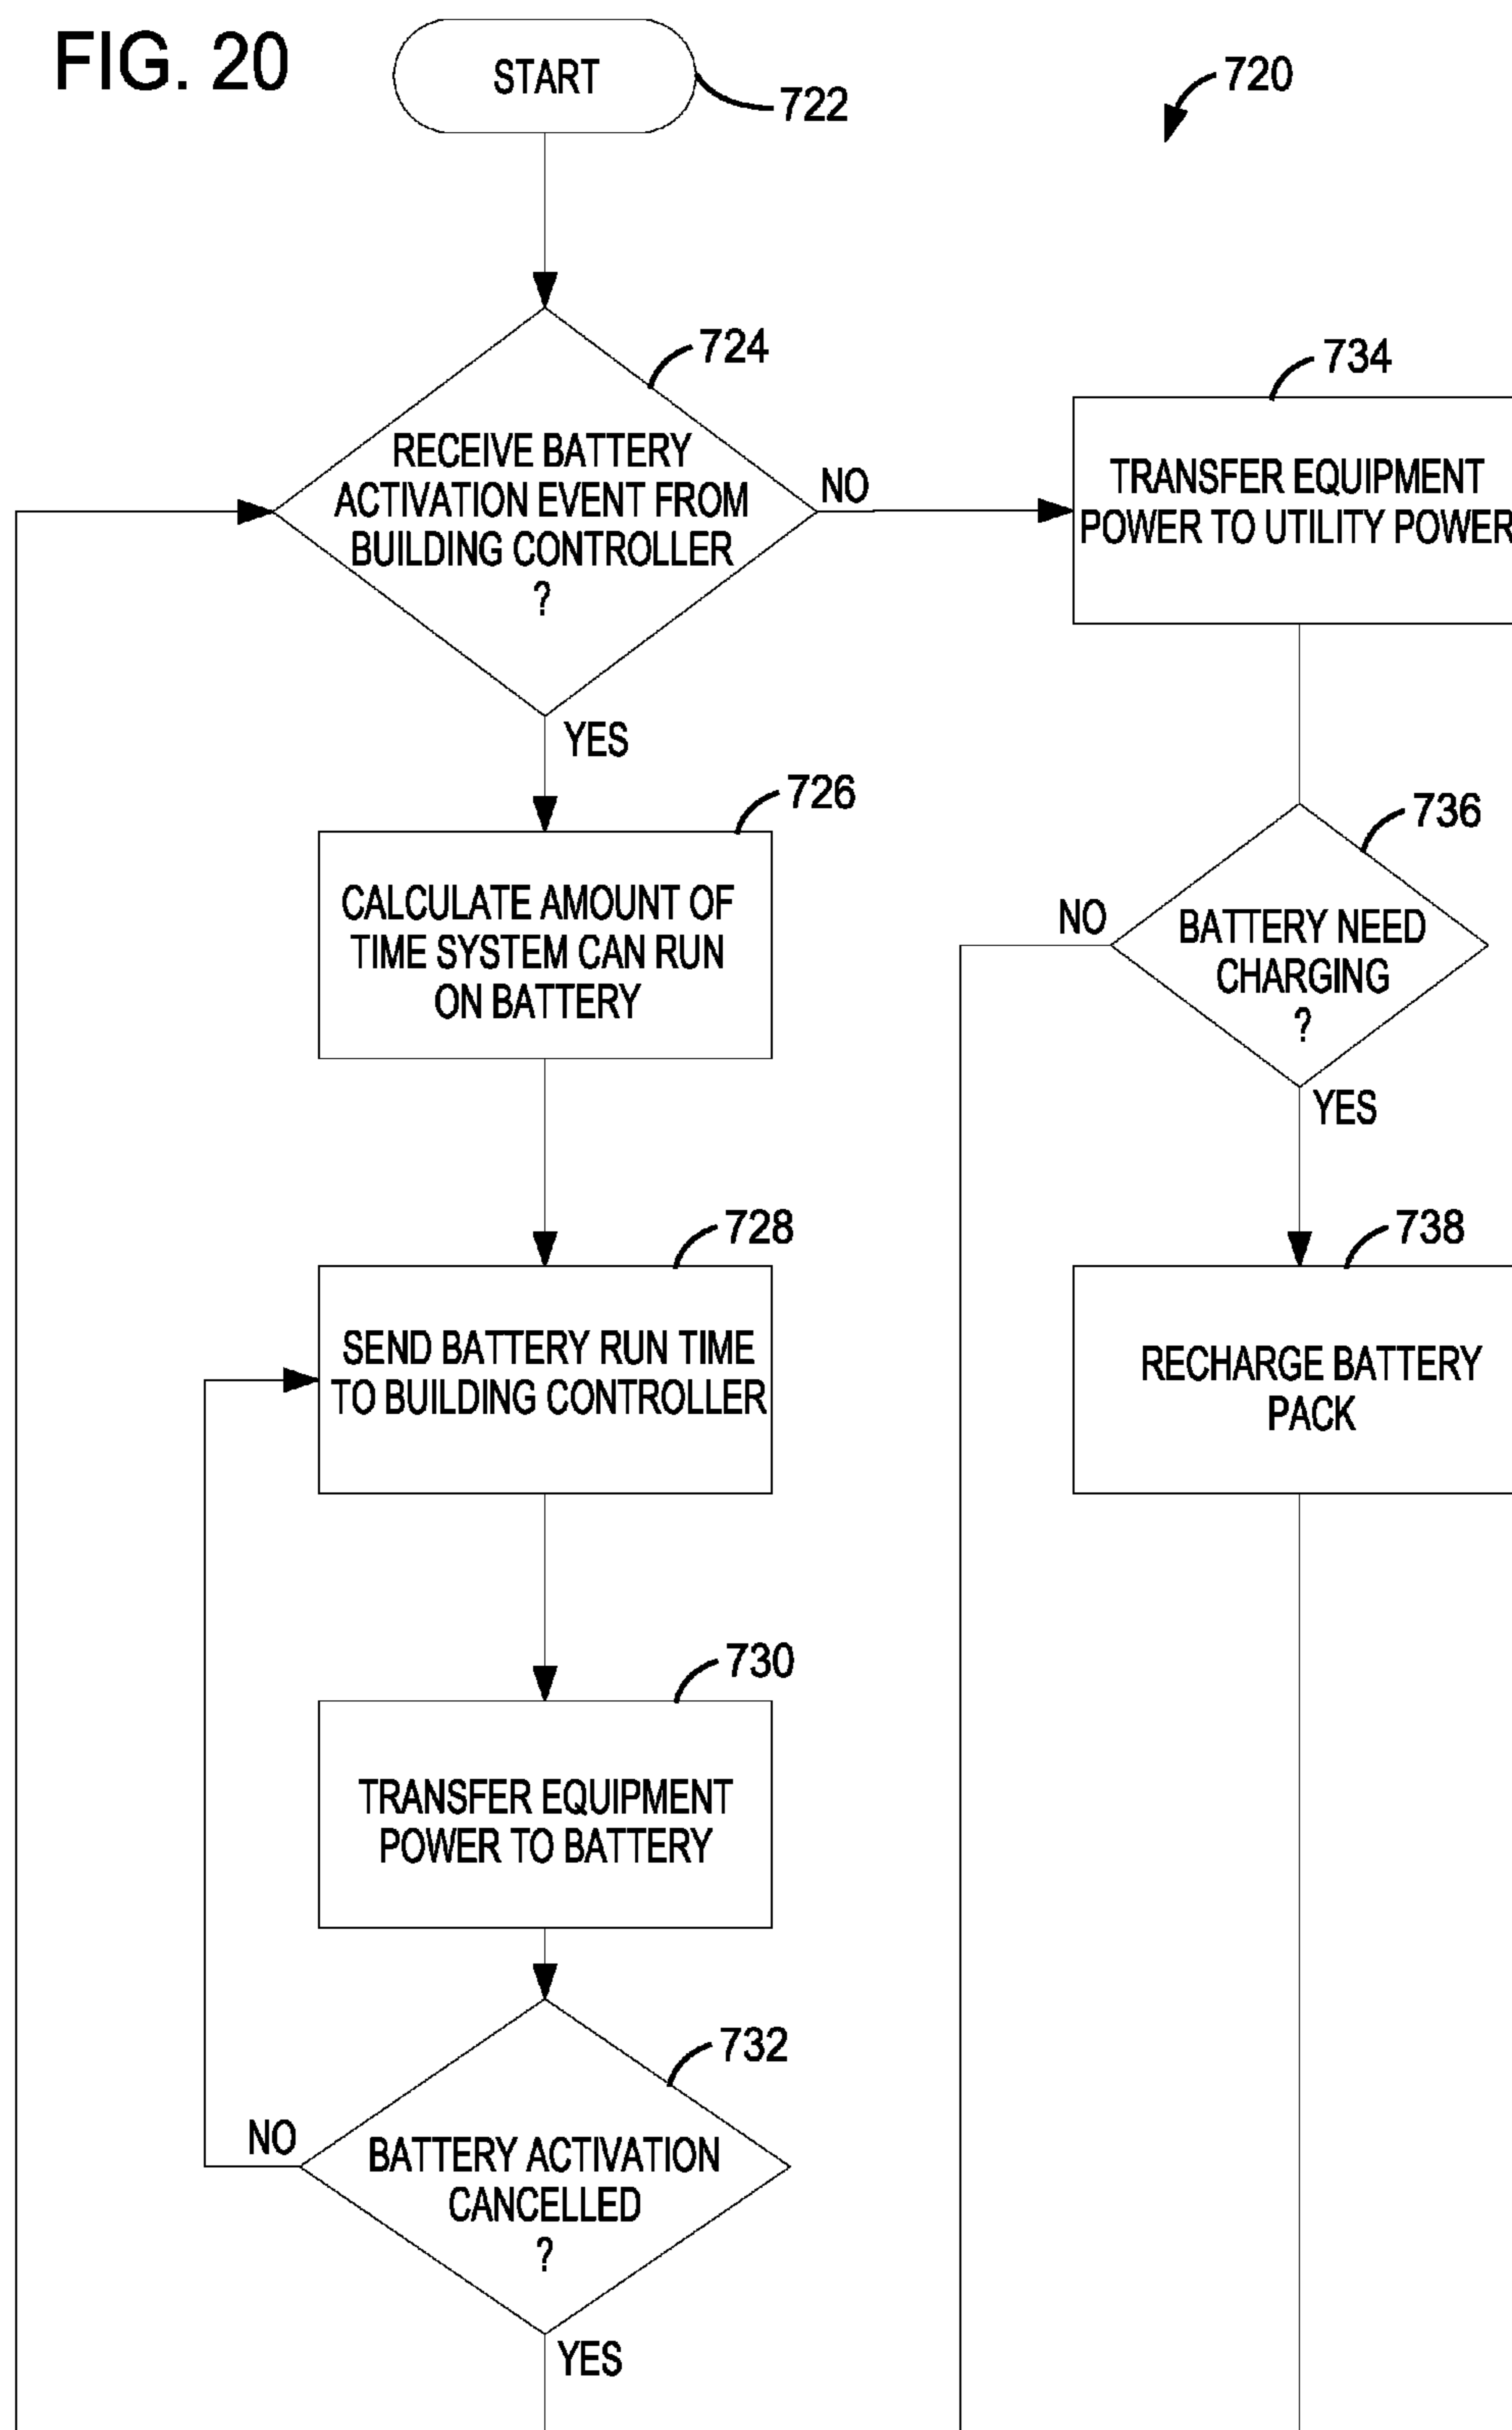 FIG. 20
START
722
720
724
RECEIVE BATTERY
ACTIVATION EVENT FROM
BUILDING CONTROLLER
?
NO
YES
734
TRANSFER EQUIPMENT
POWER TO UTILITY POWER
726
CALCULATE AMOUNT OF
TIME SYSTEM CAN RUN
ON BATTERY
736
NO
BATTERY NEED
CHARGING
?
YES
728
SEND BATTERY RUN TIME
TO BUILDING CONTROLLER
738
RECHARGE BATTERY
PACK
730
TRANSFER EQUIPMENT
POWER TO BATTERY
732
NO
BATTERY ACTIVATION
CANCELLED
?
YES